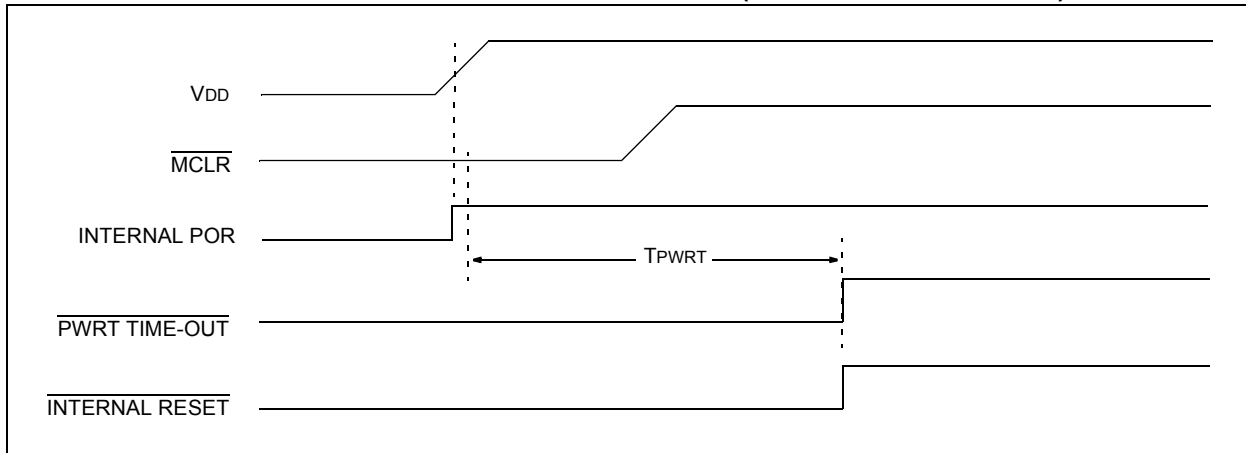 VDD
MCLR
INTERNAL POR
TPWRT
PWRT TIME-OUT
INTERNAL RESET